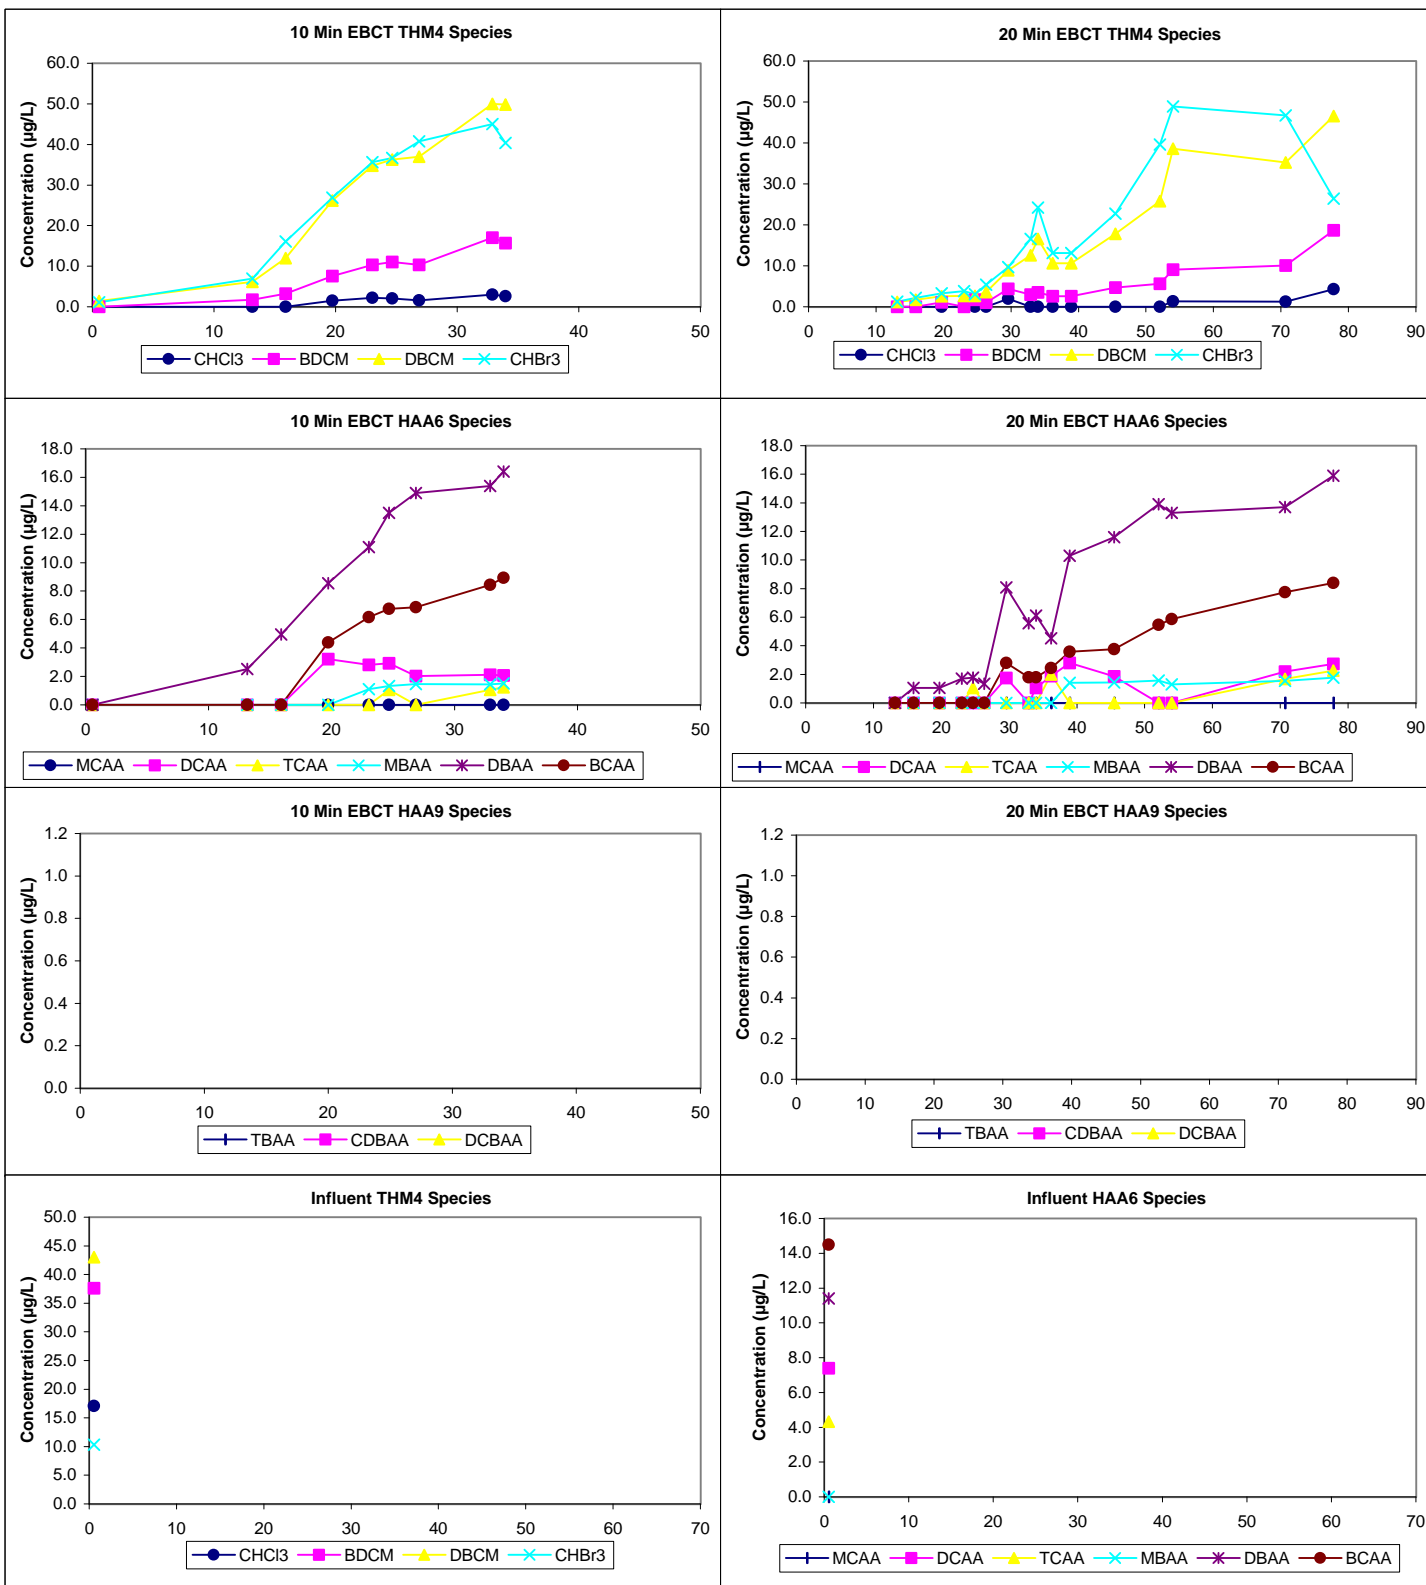 10 Min EBCT THM4 Species
60.0
50.0
40.0
30.0
20.0
10.0
0.0
Concentration (µg/L)
0 10 20 30 40 50
CHCl3 BDCM DBCM CHBr3
20 Min EBCT THM4 Species
60.0
50.0
40.0
30.0
20.0
10.0
0.0
Concentration (µg/L)
0 10 20 30 40 50 60 70 80 90
CHCl3 BDCM DBCM CHBr3
10 Min EBCT HAA6 Species
18.0
16.0
14.0
12.0
10.0
8.0
6.0
4.0
2.0
0.0
Concentration (µg/L)
0 10 20 30 40 50
MCAA DCAA TCAA MBAA DBAA BCAA
20 Min EBCT HAA6 Species
18.0
16.0
14.0
12.0
10.0
8.0
6.0
4.0
2.0
0.0
Concentration (µg/L)
0 10 20 30 40 50 60 70 80 90
MCAA DCAA TCAA MBAA DBAA BCAA
10 Min EBCT HAA9 Species
1.2
1.0
0.8
0.6
0.4
0.2
0.0
Concentration (µg/L)
0 10 20 30 40 50
TBAA CDBAA DCBAA
20 Min EBCT HAA9 Species
1.2
1.0
0.8
0.6
0.4
0.2
0.0
Concentration (µg/L)
0 10 20 30 40 50 60 70 80 90
TBAA CDBAA DCBAA
Influent THM4 Species
50.0
45.0
40.0
35.0
30.0
25.0
20.0
15.0
10.0
5.0
0.0
Concentration (µg/L)
0 10 20 30 40 50 60 70
CHCl3 BDCM DBCM CHBr3
Influent HAA6 Species
16.0
14.0
12.0
10.0
8.0
6.0
4.0
2.0
0.0
Concentration (µg/L)
0 10 20 30 40 50 60 70
MCAA DCAA TCAA MBAA DBAA BCAA